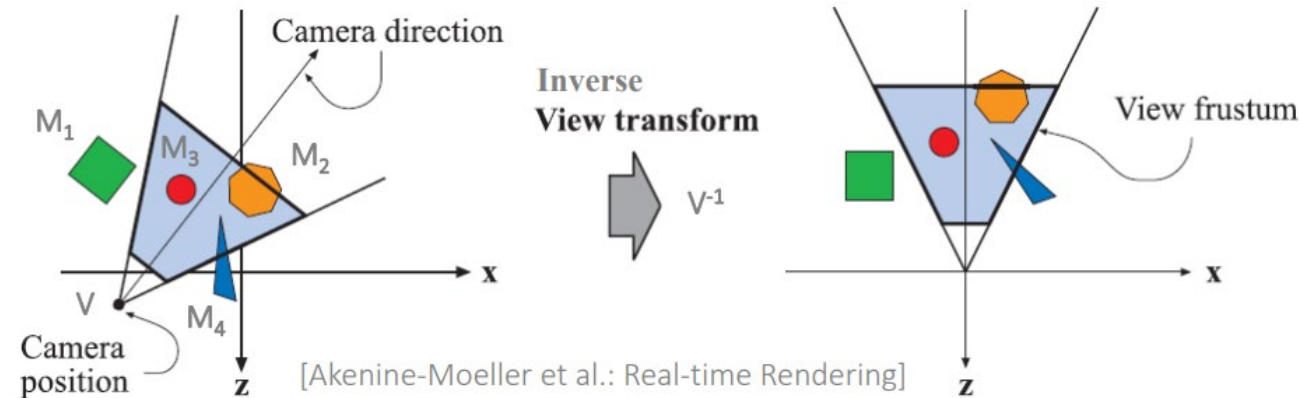 Camera direction
M1
M3
M2
x
V
M4
Camera
position
z
Inverse
View transform
V-1
View frustum
x
z
[Akenine-Moeller et al.: Real-time Rendering]